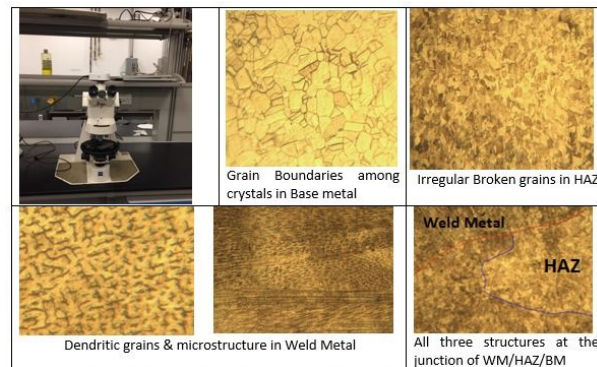 Grain Boundaries among
crystals in Base metal
Irregular Broken grains in HAZ
Weld Metal
HAZ
Dendritic grains & microstructure in Weld Metal
All three structures at the
junction of WM/HAZ/BM